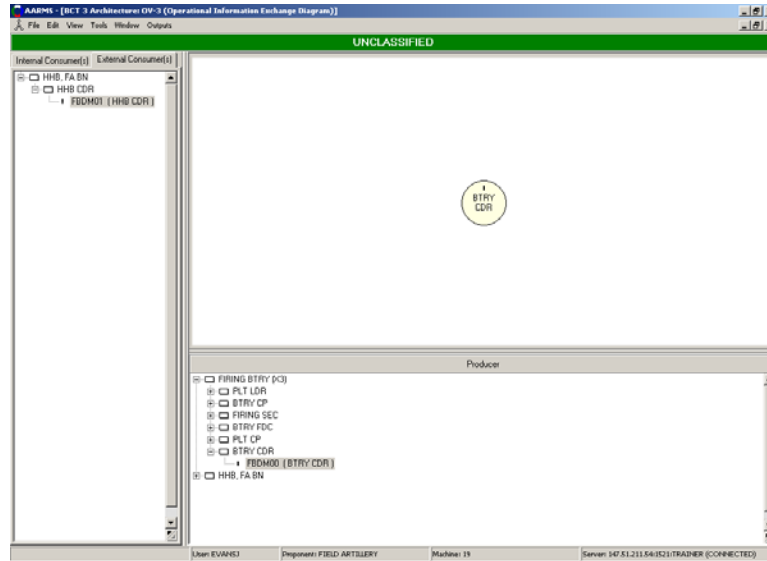 AARMS - [BCT 3 Architecture: OV-3 (Operational Information Exchange Diagram)]
File Edit View Tools Window Outputs
UNCLASSIFIED
Internal Consumer(s) External Consumer(s)
HHB, FA BN
HHB CDR
FBDM01 (HHB CDR)
BTRY
CDR
Producer
FIRING BTRY (X3)
PLT LDR
BTRY CP
FIRING SEC
BTRY FDC
PLT CP
BTRY CDR
FBDM00 (BTRY CDR)
HHB, FA BN
User: EVANSJ Proponent: FIELD ARTILLERY Machine: 19 Server: 147.51.211.54:1521:TRAINER (CONNECTED)